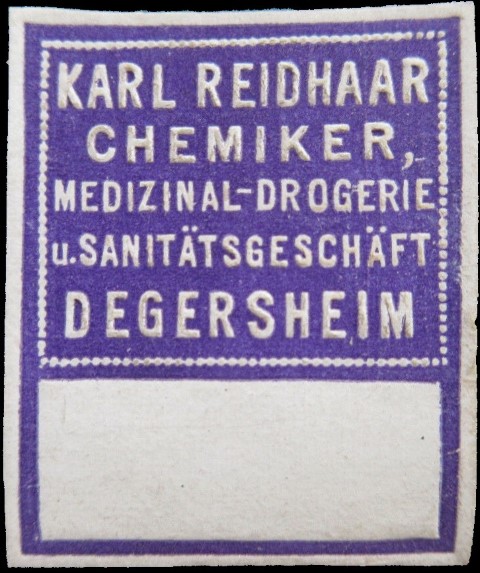 KARL REIDHAAR
CHEMIKER,
MEDIZINAL-DROGERIE
u.SANITÄTSGESCHÄFT
DEGERSHEIM